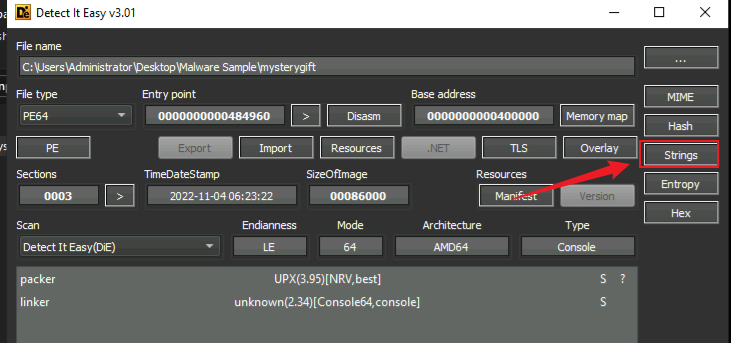 Detect It Easy v3.01
File name
C:\Users\Administrator\Desktop\Malware Sample\mysterygift
...
File type Entry point Base address
PE64 0000000000484960 > Disasm 0000000000400000 Memory map MIME
PE Export Import Resources .NET TLS Overlay Hash
Strings
Sections TimeDateStamp SizeOfImage Resources
0003 > 2022-11-04 06:23:22 00086000 Manifest Version Entropy
Hex
Scan Endianness Mode Architecture Type
Detect It Easy(DiE) LE 64 AMD64 Console
packer UPX(3.95)[NRV,best] S ?
linker unknown(2.34)[Console64,console] S